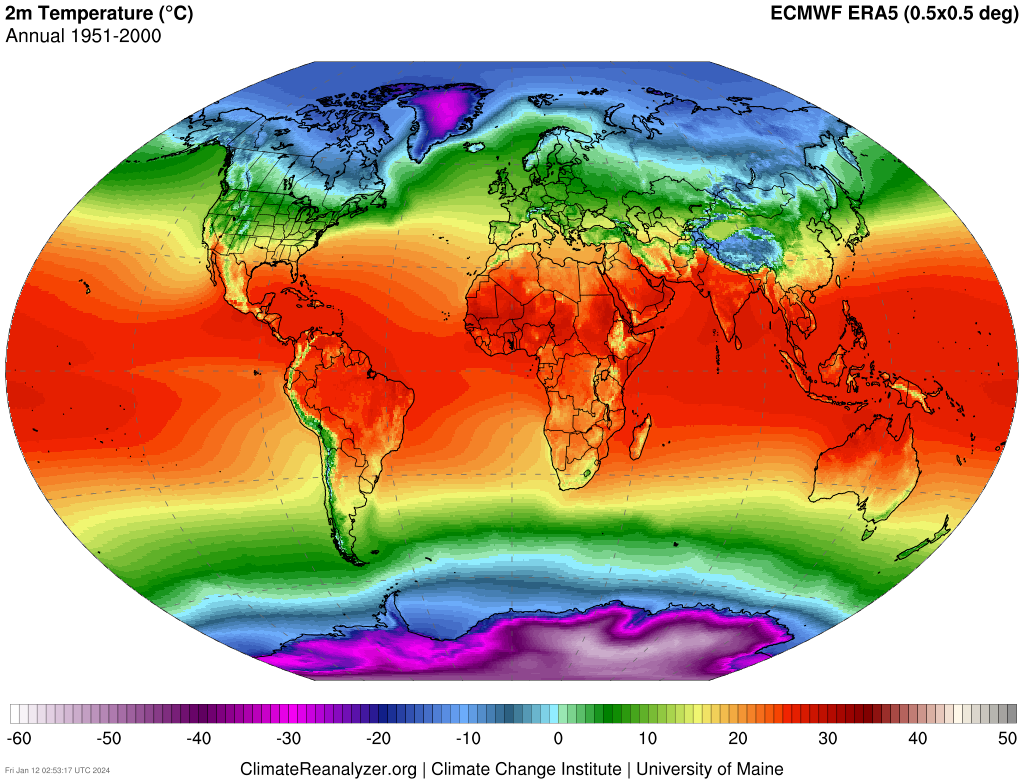 2m Temperature (°C)
ECMWF ERA5 (0.5x0.5 deg)
Annual 1951-2000
-60 -50 -40 -30 -20 -10 0 10 20 30 40 50
Fri Jan 12 02:53:17 UTC 2024
ClimateReanalyzer.org | Climate Change Institute | University of Maine